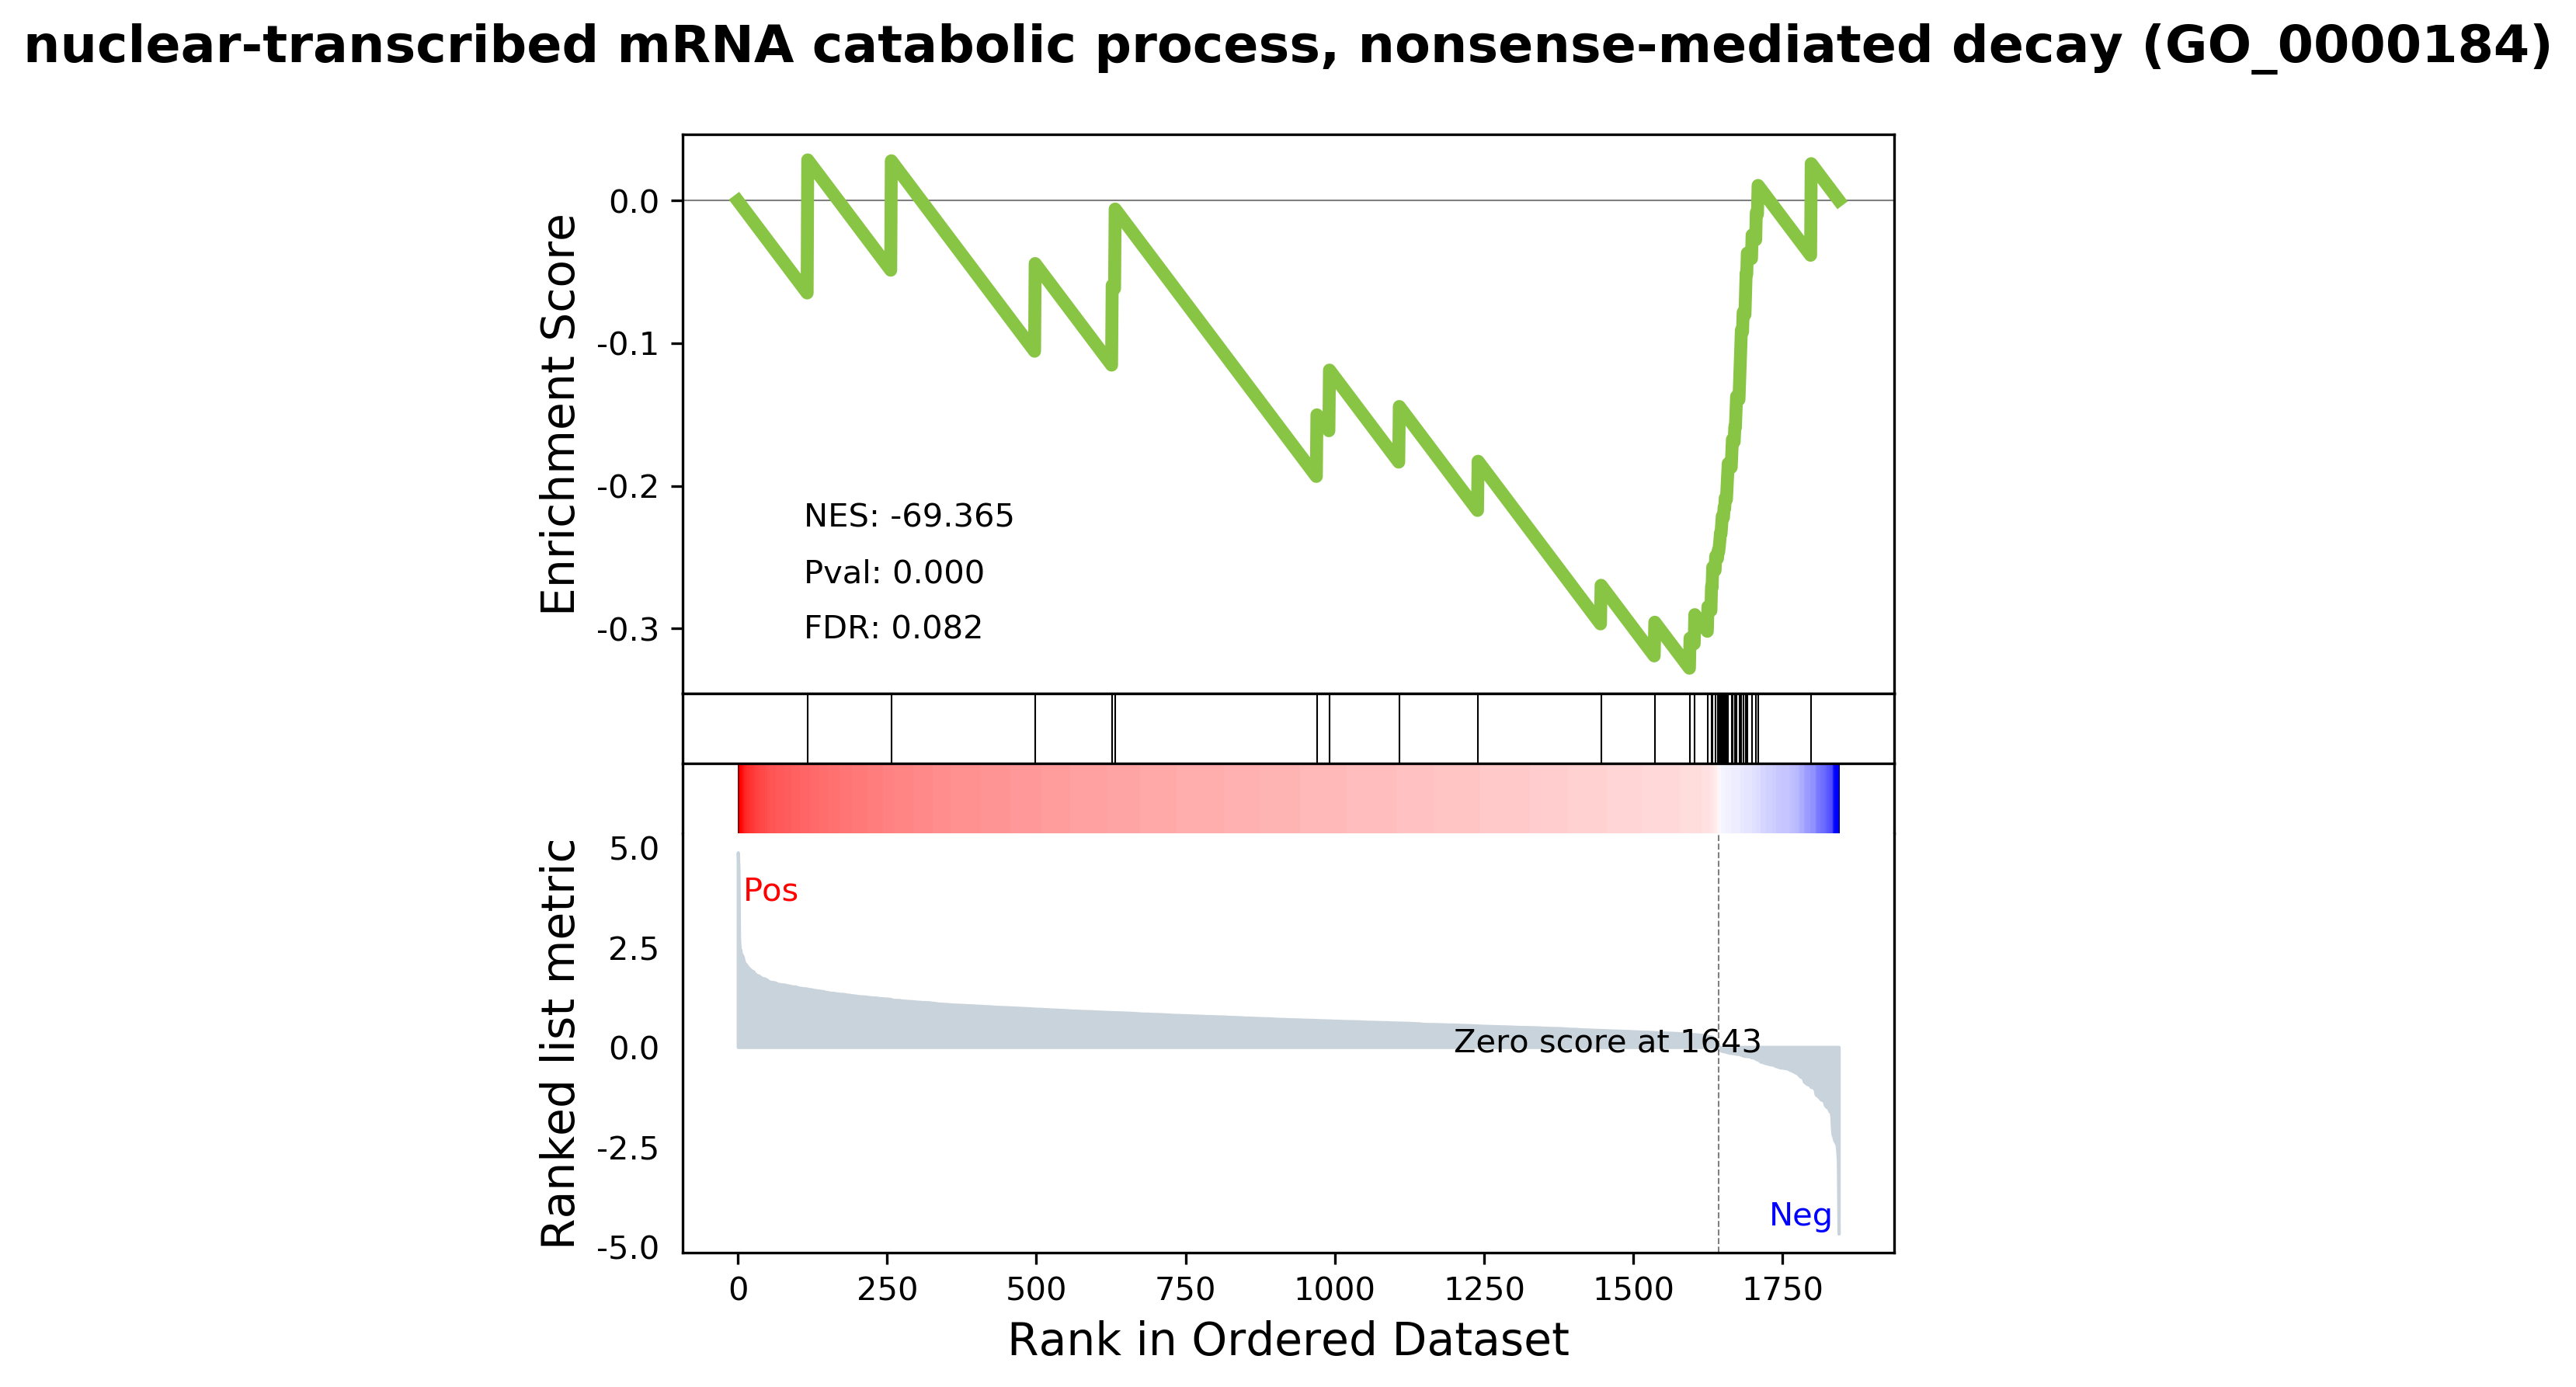 nuclear-transcribed mRNA catabolic process, nonsense-mediated decay (GO_0000184)
Enrichment Score
0.0
-0.1
-0.2
-0.3
NES: -69.365
Pval: 0.000
FDR: 0.082
Ranked list metric
5.0
2.5
0.0
-2.5
-5.0
Pos
Zero score at 1643
Neg
0 250 500 750 1000 1250 1500 1750
Rank in Ordered Dataset